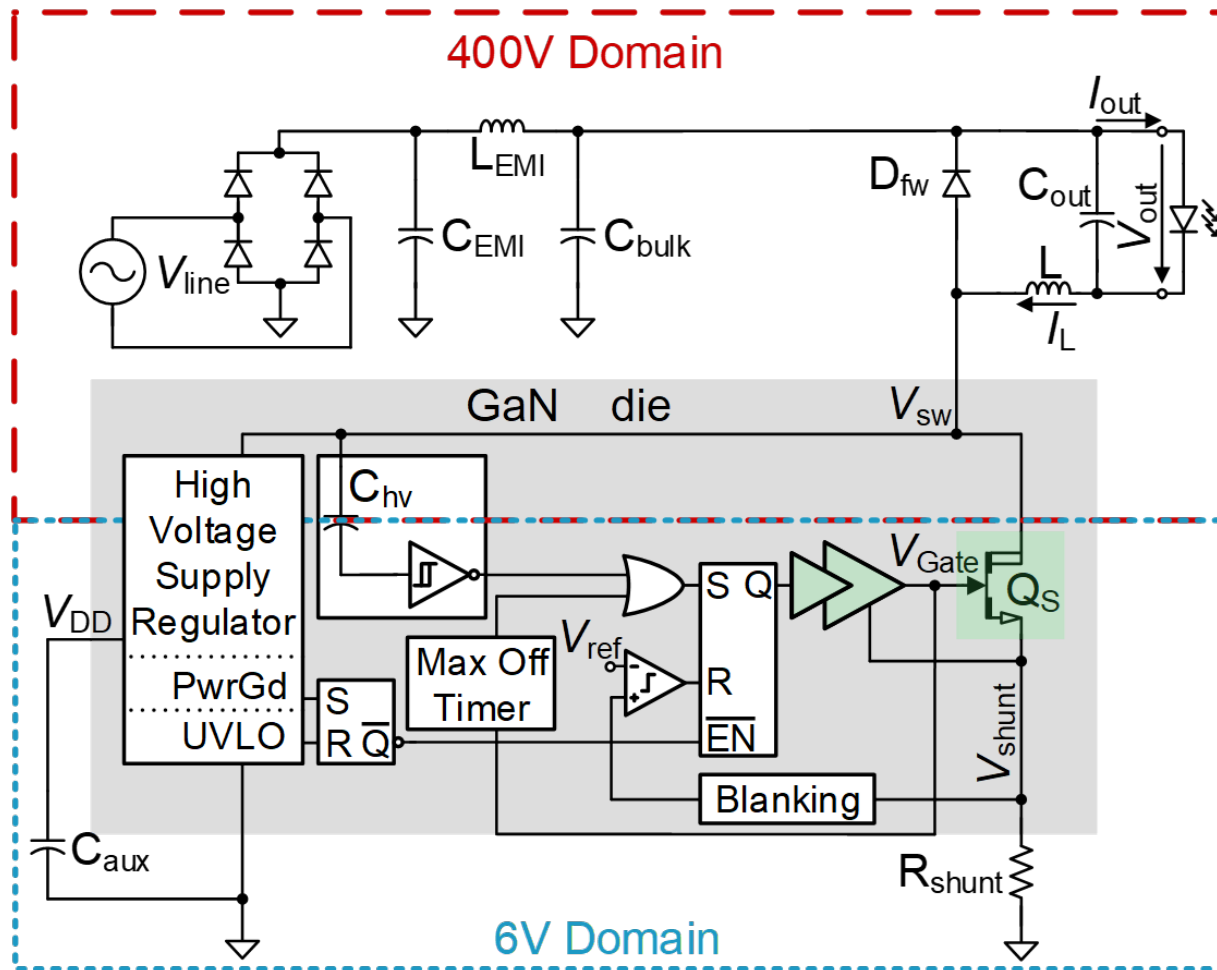 400V Domain
Iout
LEMI
Dfw
Cout
Vout
CEMI
Cbulk
Vline
L
IL
GaN die
Vsw
High
Voltage
Supply
Regulator
Chv
VGate
S Q
QS
VDD
Vref
-
+
Max Off
Timer
R
PwrGd
S
UVLO
R Q
EN
Vshunt
Blanking
Caux
Rshunt
6V Domain